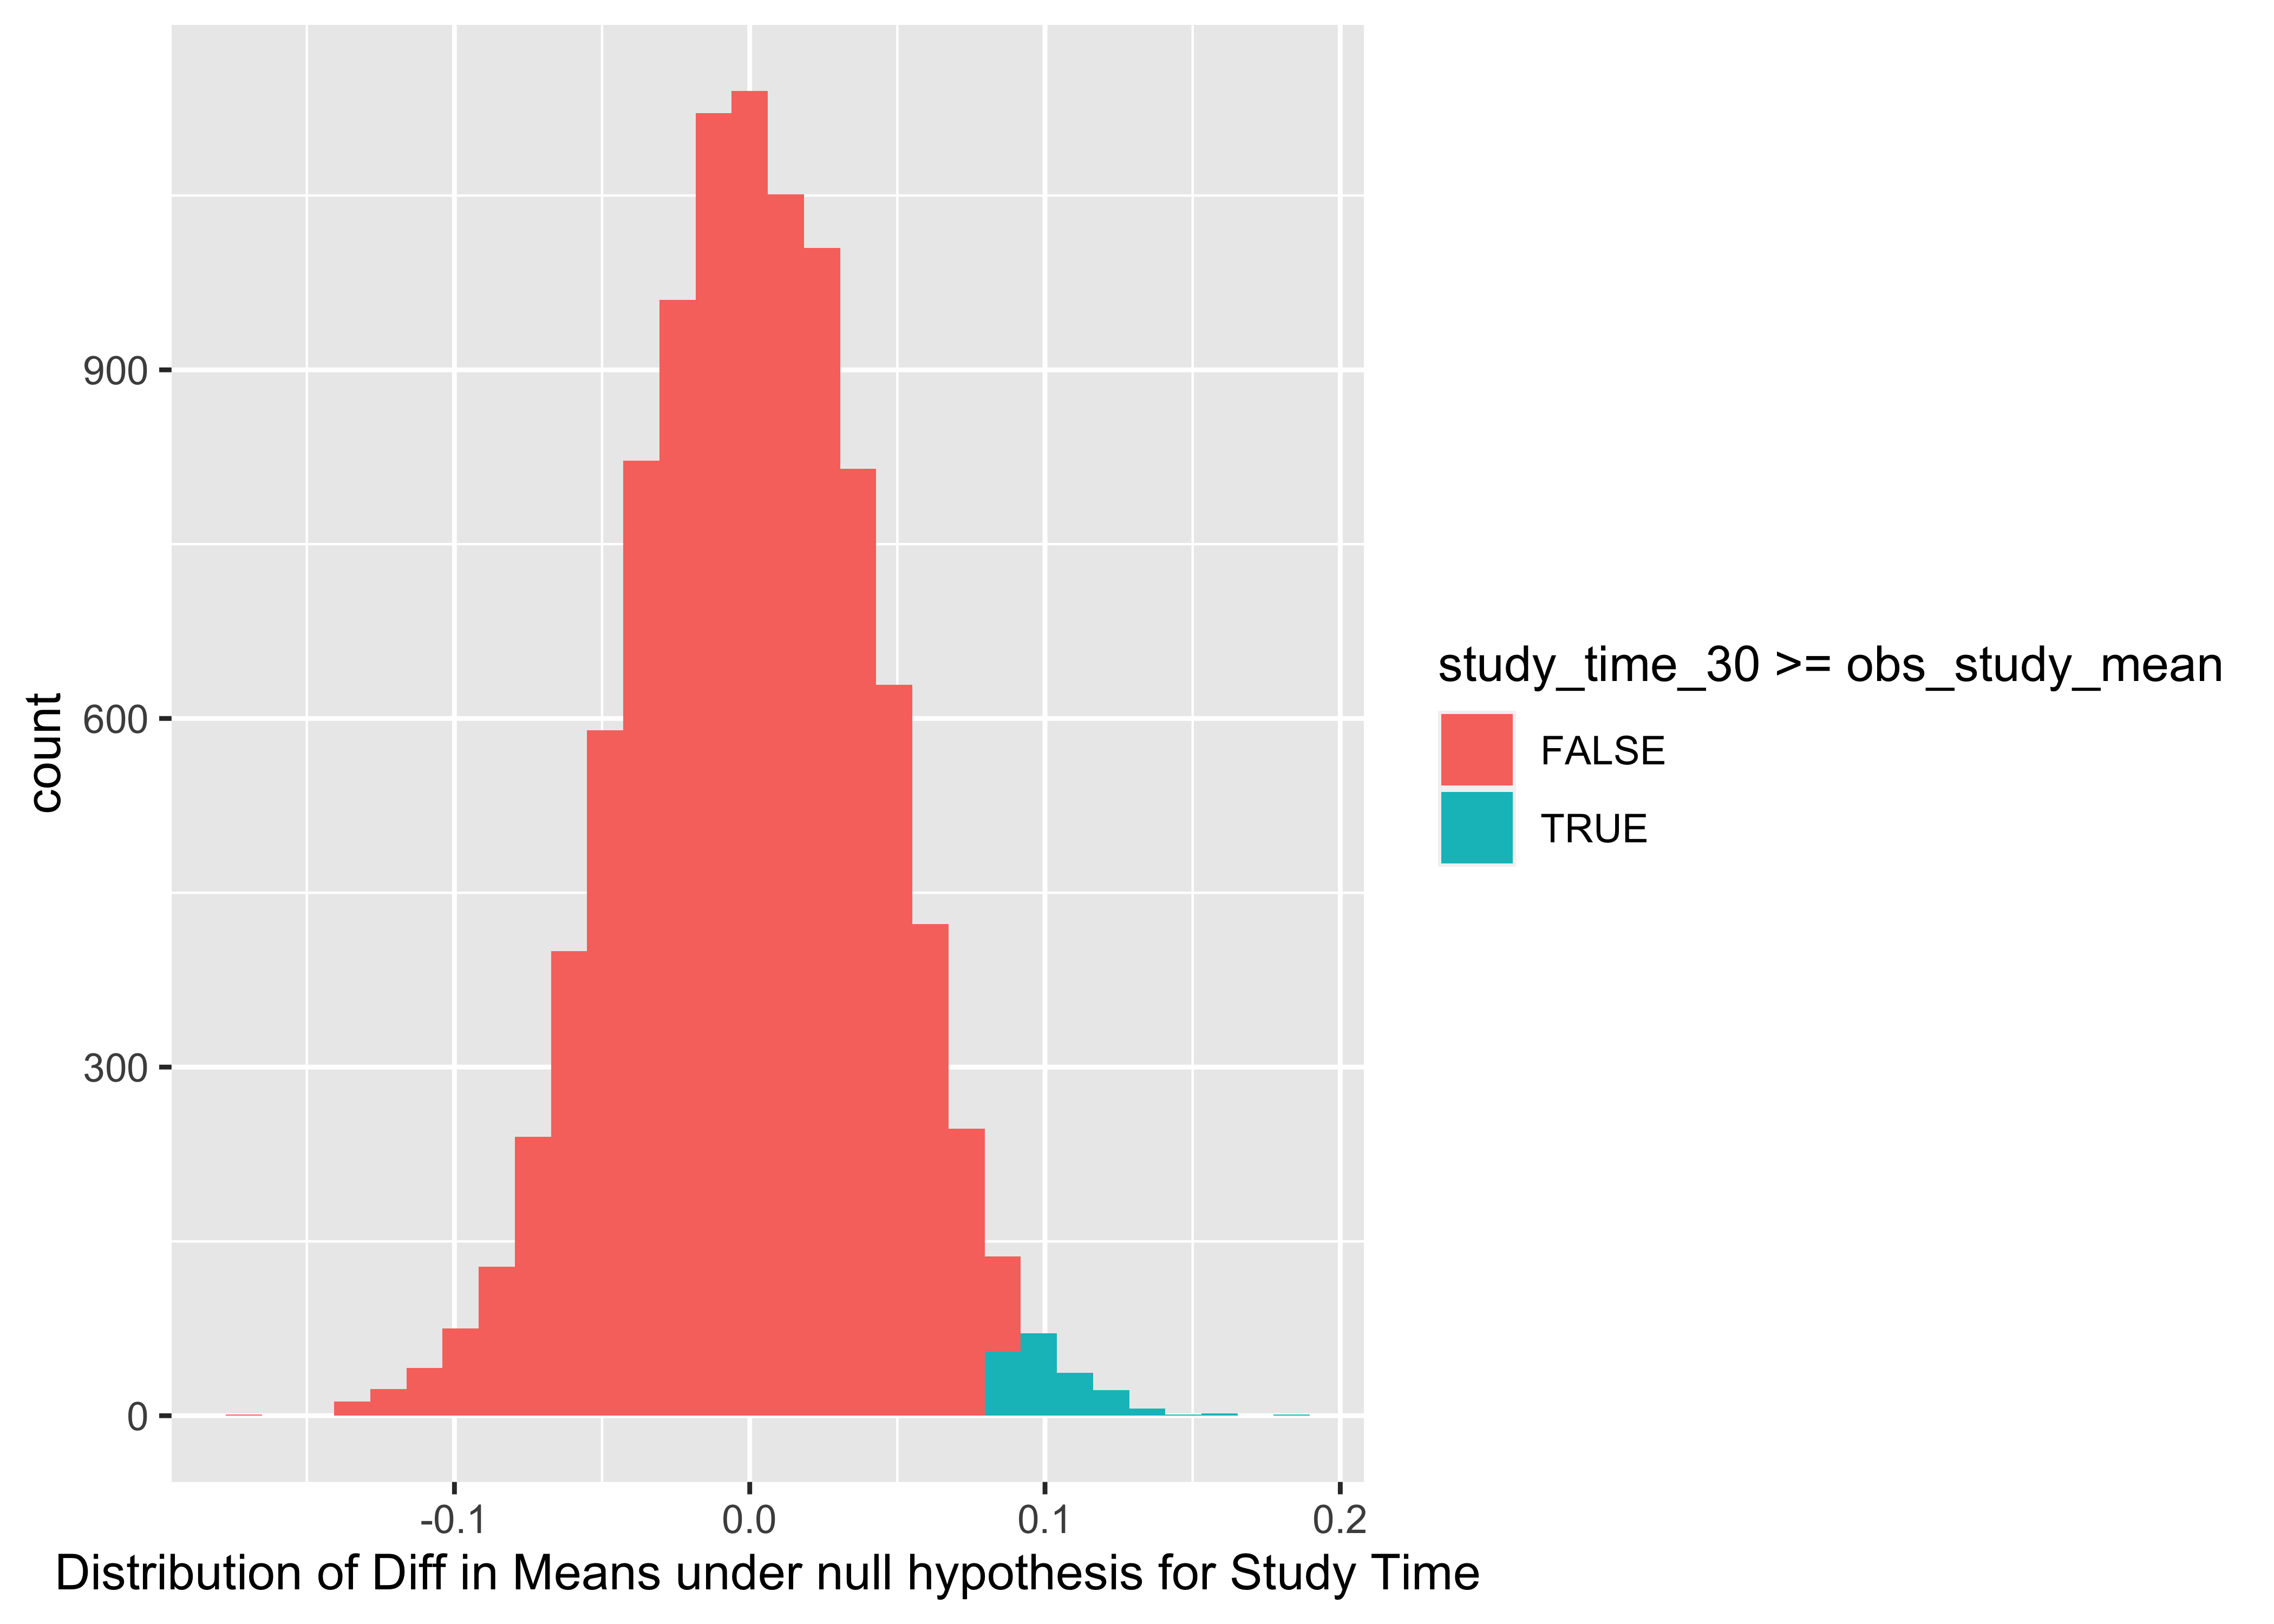 count
900
600
300
0
-0.1
0.0
0.1
0.2
Distribution of Diff in Means under null hypothesis for Study Time
study_time_30 >= obs_study_mean
FALSE
TRUE